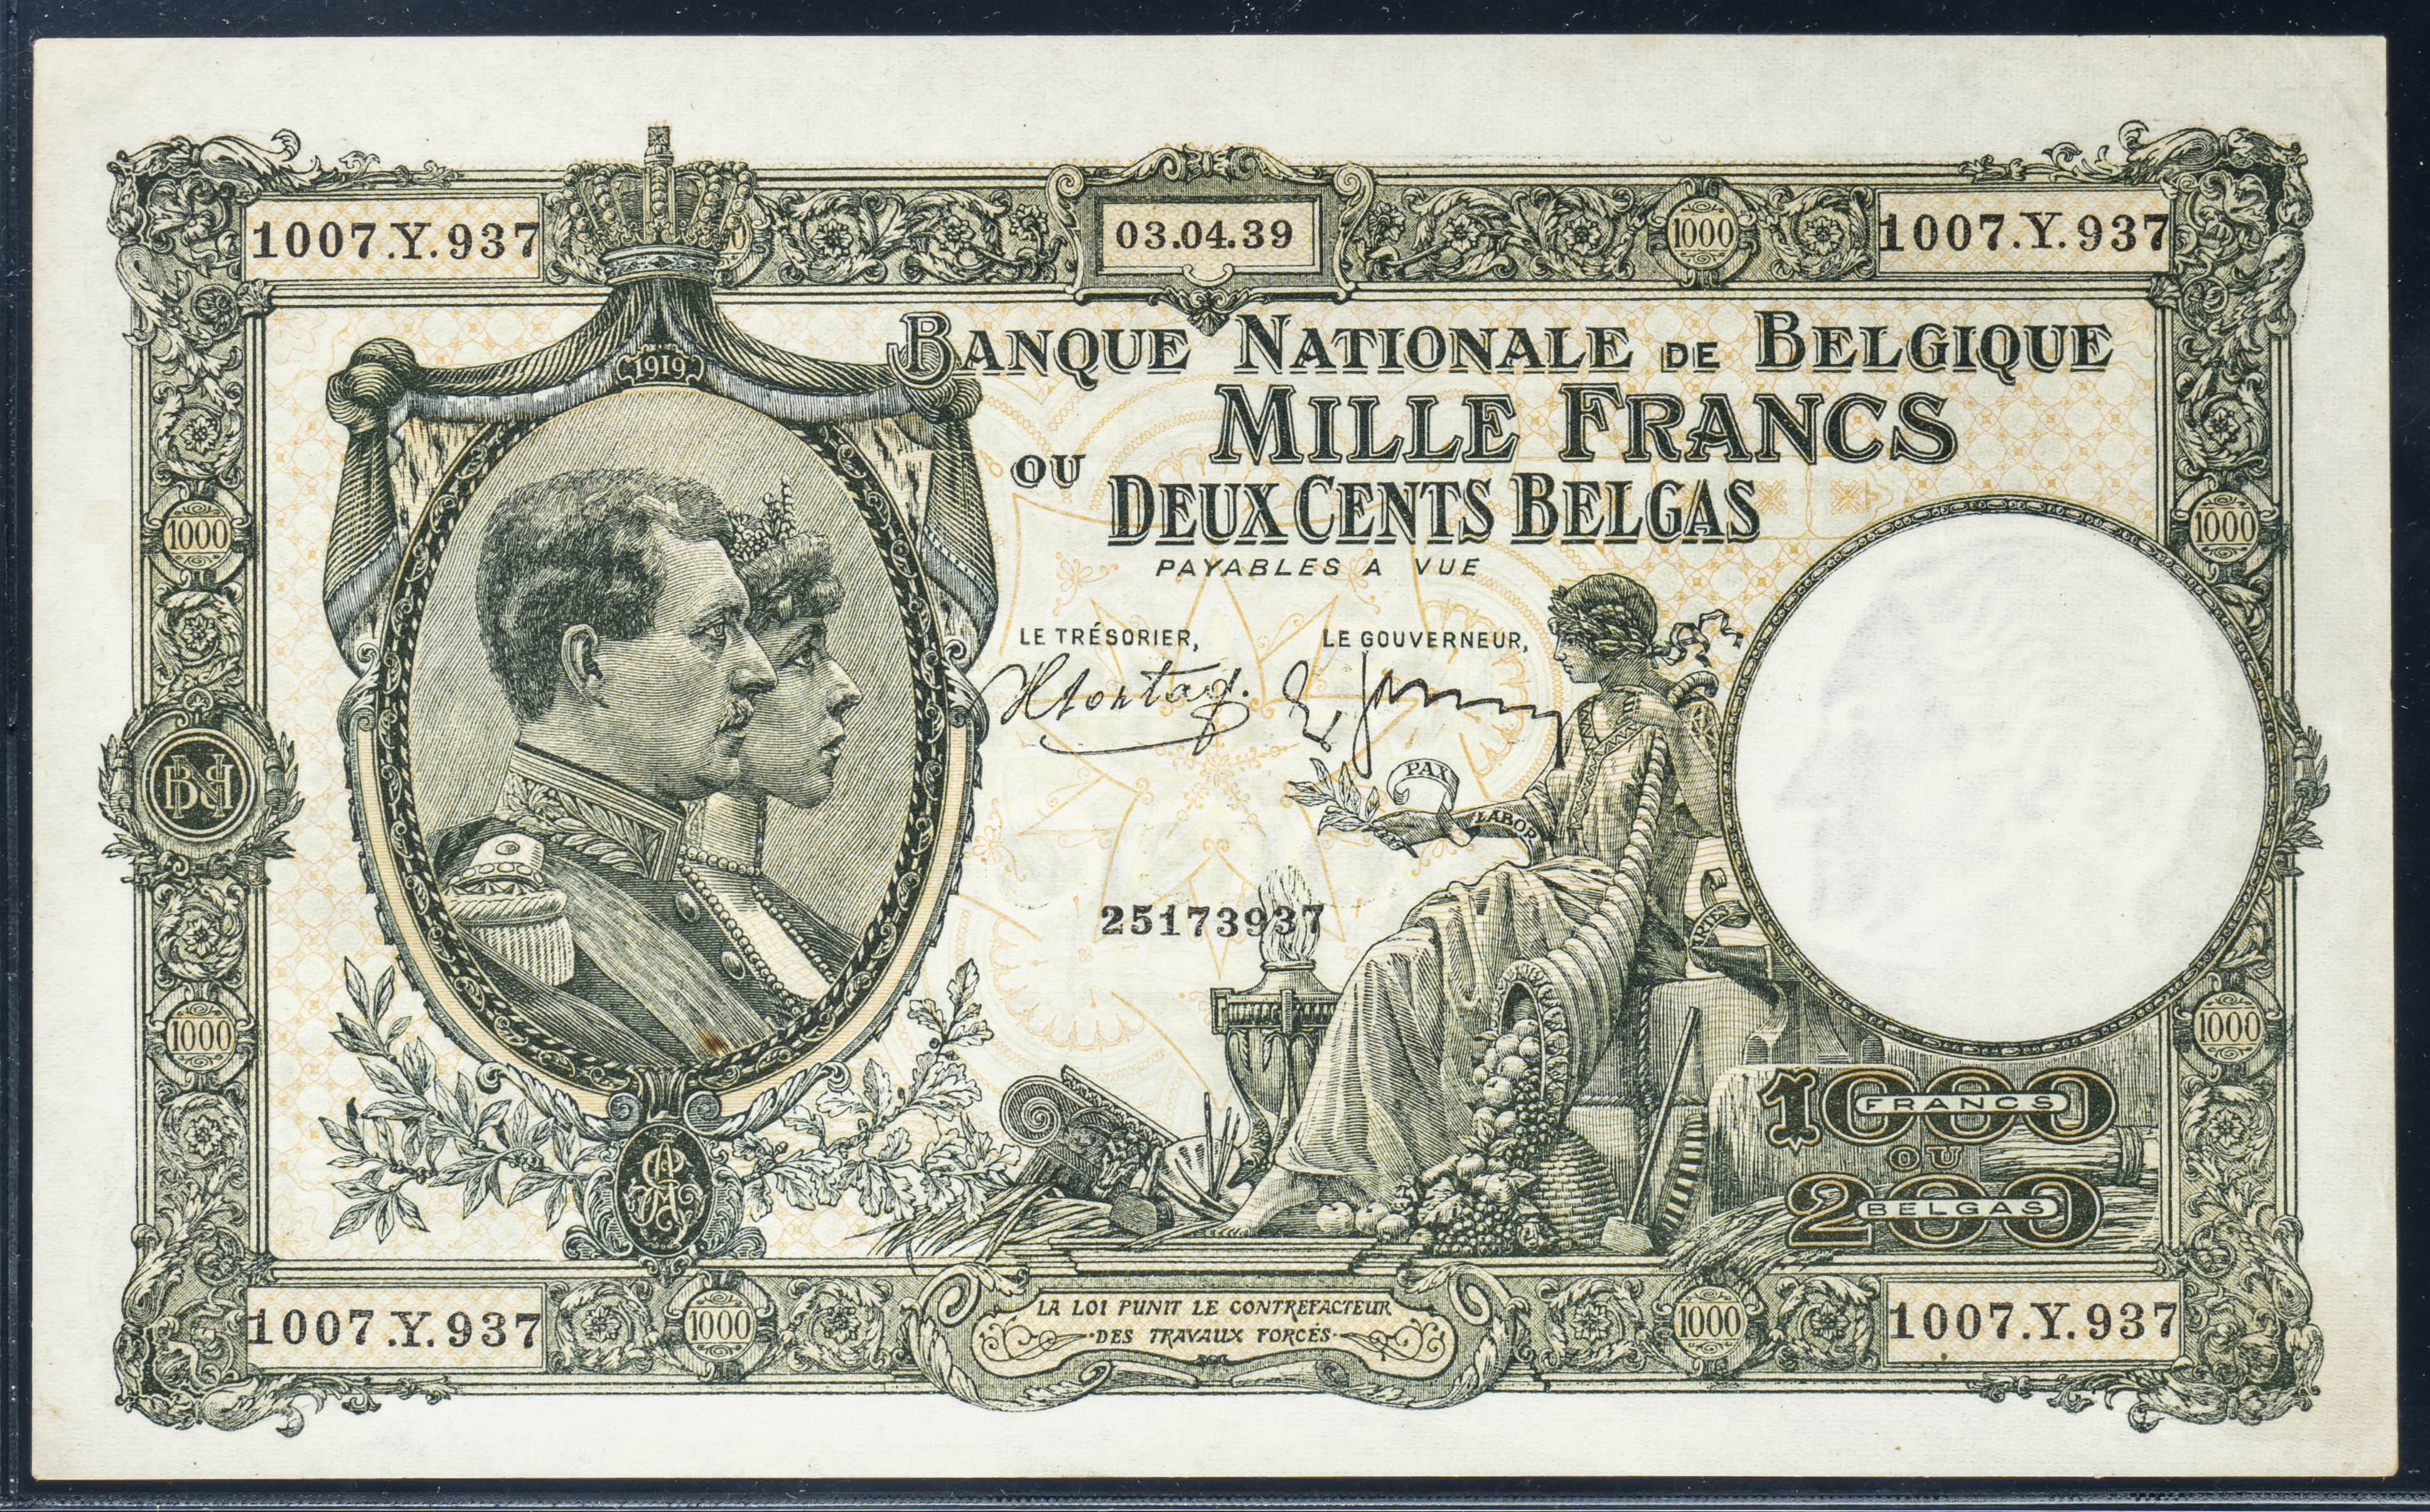 1007.Y.937
03.04.39
1000
1007.Y.937
1919
BANQUE NATIONALE DE BELGIQUE
MILLE FRANCS
OU
DEUX CENTS BELGAS
PAYABLES A VUE
1000
1000
LE TRÉSORIER,
LE GOUVERNEUR,
PAX
LABOR
BNB
25173937
1000
1000
1000
FRANCS
OU
200
BELGAS
1007.Y.937
1000
LA LOI PUNIT LE CONTREFACTEUR
DES TRAVAUX FORCÉS
1000
1007.Y.937